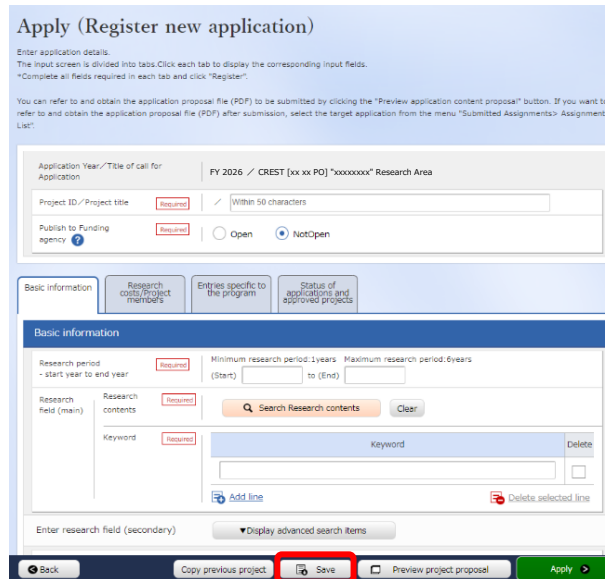 Apply (Register new application)
Enter application details.
The input screen is divided into tabs.Click each tab to display the corresponding input fields.
*Complete all fields required in each tab and click "Register".
You can refer to and obtain the application proposal file (PDF) to be submitted by clicking the "Preview application content proposal" button. If you want to
refer to and obtain the application proposal file (PDF) after submission, select the target application from the menu "Submitted Assignments> Assignment
List".
Application Year／Title of call for
Application
FY 2026 ／ CREST [xx xx PO] "xxxxxxxx" Research Area
Project ID／Project title
Required
／ Within 50 characters
Publish to Funding
agency ?
Required
Open NotOpen
Basic information
Research
costs/Project
members
Entries specific to
the program
Status of
applications and
approved projects
Basic information
Research period
- start year to end year
Required
Minimum research period:1years Maximum research period:6years
(Start) to (End)
Research
field (main)
Research
contents
Required
Search Research contents
Clear
Keyword
Required
Keyword
Delete
Add line
Delete selected line
Enter research field (secondary)
▼Display advanced search items
Back
Copy previous project
Save
Preview project proposal
Apply